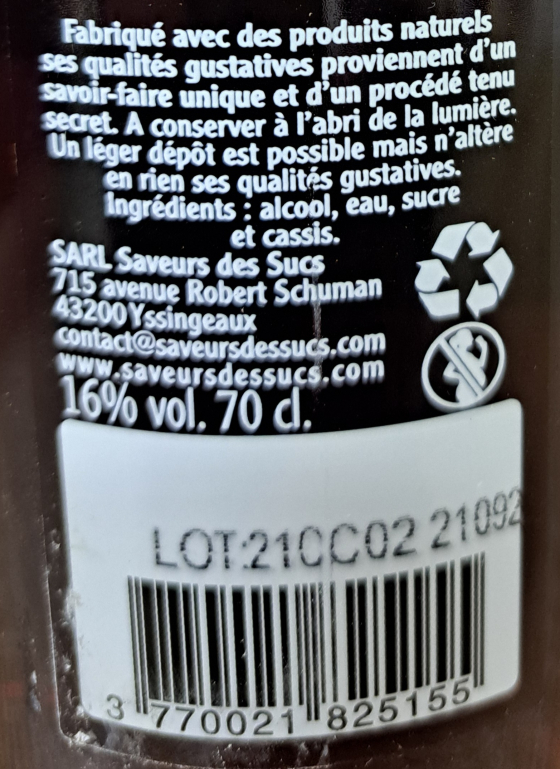 Fabriqué avec des produits naturels
ses qualités gustatives proviennent d'un
savoir-faire unique et d'un procédé tenu
secret. A conserver à l'abri de la lumière.
Un léger dépôt est possible mais n'altère
en rien ses qualités gustatives.
Ingrédients : alcool, eau, sucre
et cassis.
SARL Saveurs des Sucs
715 avenue Robert Schuman
43200 Yssingeaux
contact@saveursdessucs.com
www.saveursdessucs.com
16% vol. 70 cl.
LOT:21CC02 21092
3 770021 825155